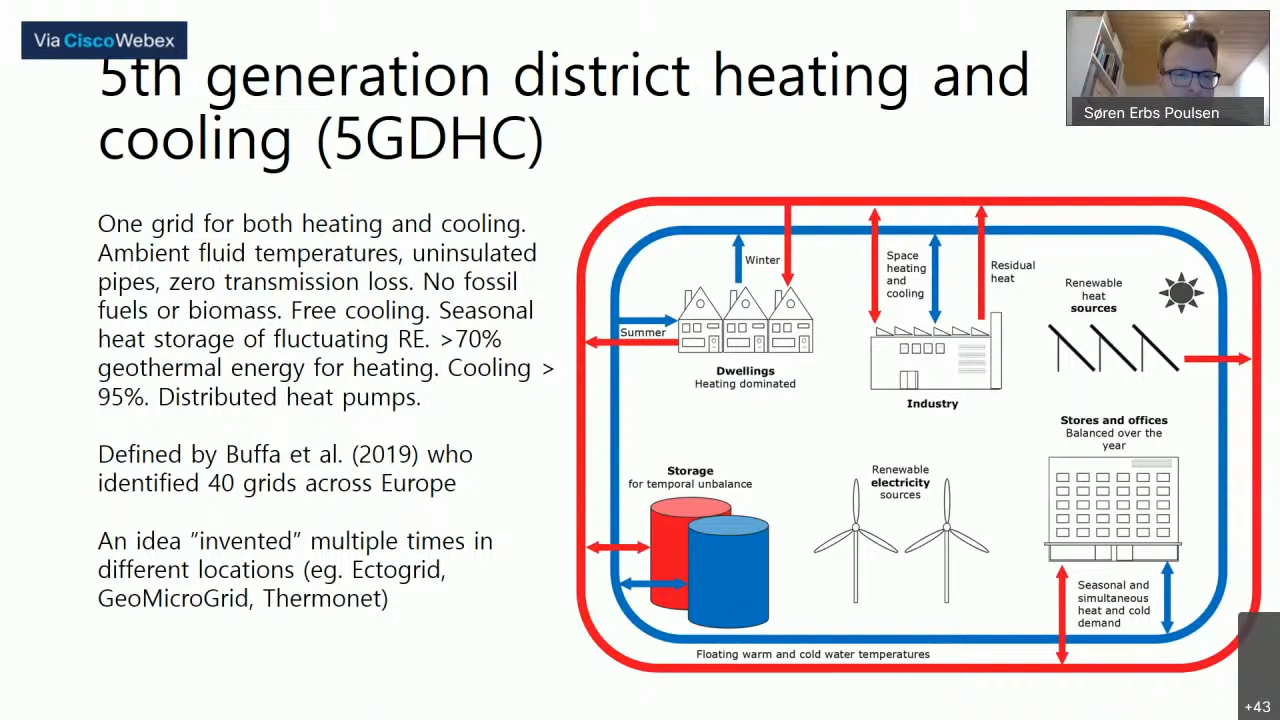 Via Cisco Webex
5th generation district heating and
cooling (5GDHC)
Søren Erbs Poulsen
One grid for both heating and cooling.
Ambient fluid temperatures, uninsulated
pipes, zero transmission loss. No fossil
fuels or biomass. Free cooling. Seasonal
heat storage of fluctuating RE. >70%
geothermal energy for heating. Cooling >
95%. Distributed heat pumps.
Defined by Buffa et al. (2019) who
identified 40 grids across Europe
An idea ”invented” multiple times in
different locations (eg. Ectogrid,
GeoMicroGrid, Thermonet)
Winter
Summer
Dwellings
Heating dominated
Space
heating
and
cooling
Residual
heat
Industry
Renewable
heat
sources
Stores and offices
Balanced over the
year
Storage
for temporal unbalance
Renewable
electricity
sources
Seasonal and
simultaneous
heat and cold
demand
Floating warm and cold water temperatures
+43